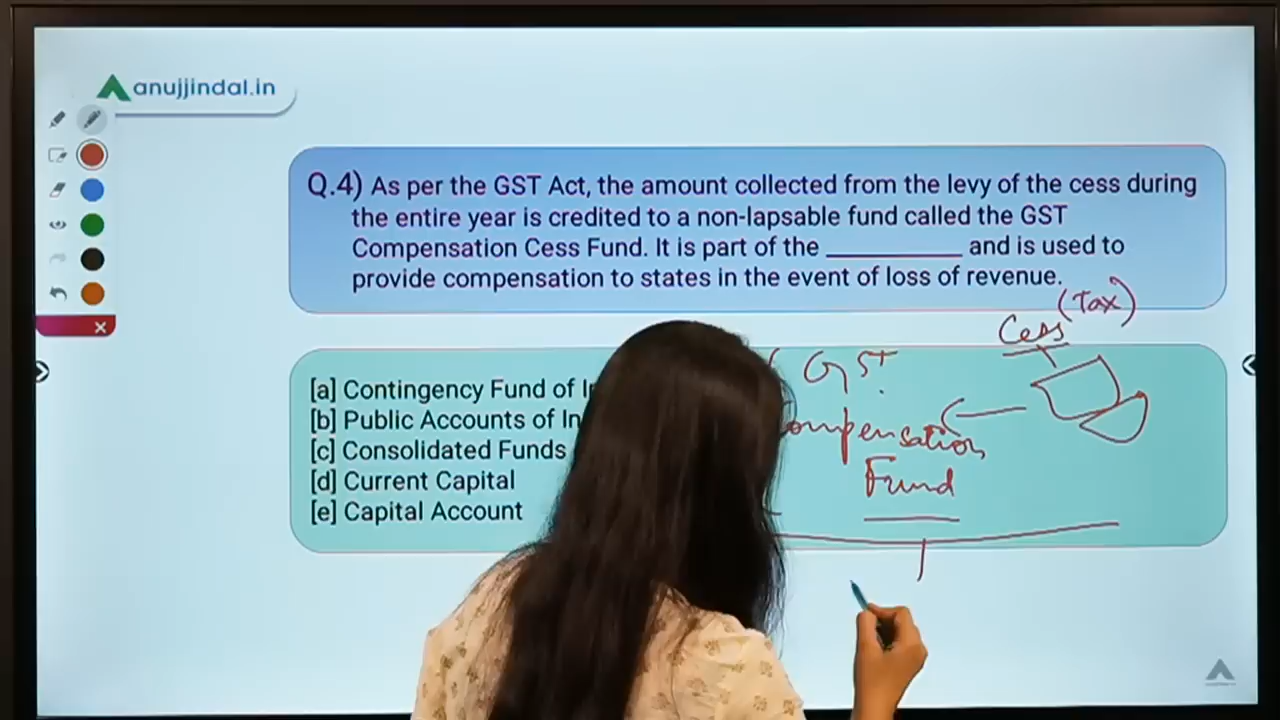 anujjindal.in
Q.4) As per the GST Act, the amount collected from the levy of the cess during
the entire year is credited to a non-lapsable fund called the GST
Compensation Cess Fund. It is part of the ____________ and is used to
provide compensation to states in the event of loss of revenue.
(Tax)
Cess
[a] Contingency Fund of
[b] Public Accounts of
[c] Consolidated Funds
[d] Current Capital
[e] Capital Account
GST
ompensation
Fund